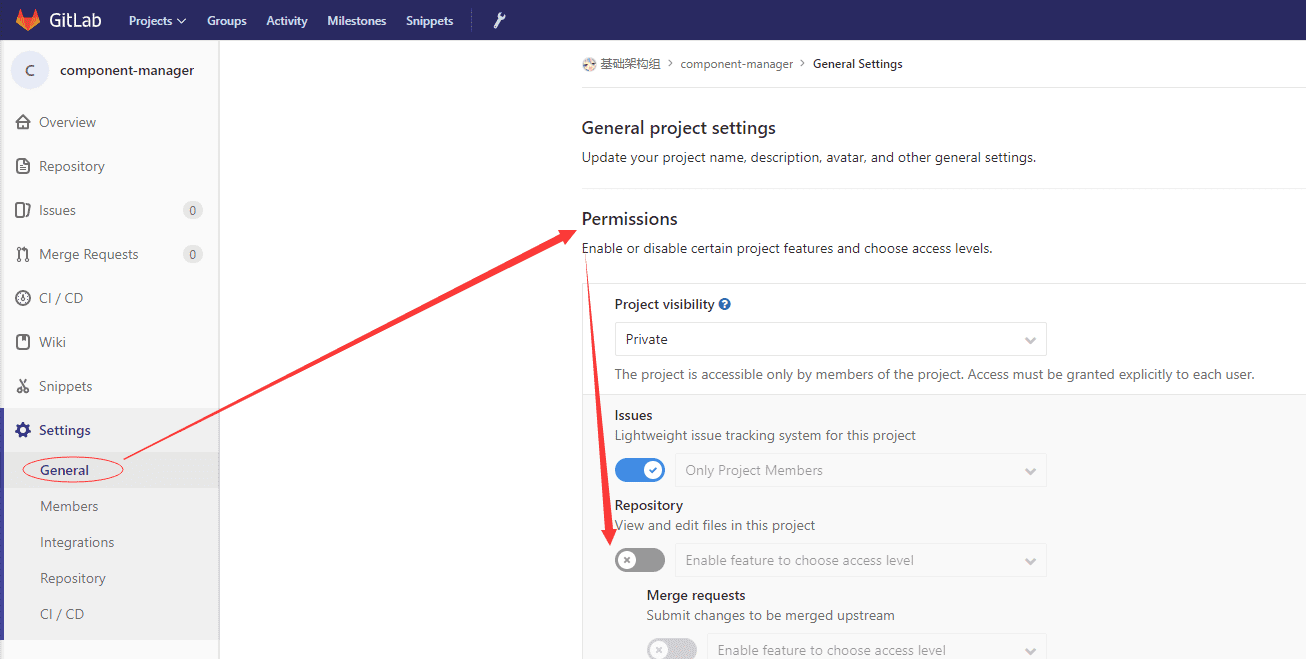 GitLab Projects Groups Activity Milestones Snippets
C component-manager
Overview
Repository
Issues 0
Merge Requests 0
CI / CD
Wiki
Snippets
Settings
General
Members
Integrations
Repository
CI / CD
基础架构组 > component-manager > General Settings
General project settings
Update your project name, description, avatar, and other general settings.
Permissions
Enable or disable certain project features and choose access levels.
Project visibility ?
Private
The project is accessible only by members of the project. Access must be granted explicitly to each user.
Issues
Lightweight issue tracking system for this project
Only Project Members
Repository
View and edit files in this project
Enable feature to choose access level
Merge requests
Submit changes to be merged upstream
Enable feature to choose access level